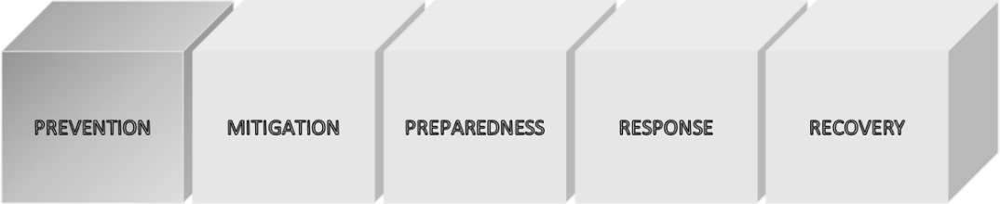 PREVENTION MITIGATION PREPAREDNESS RESPONSE RECOVERY